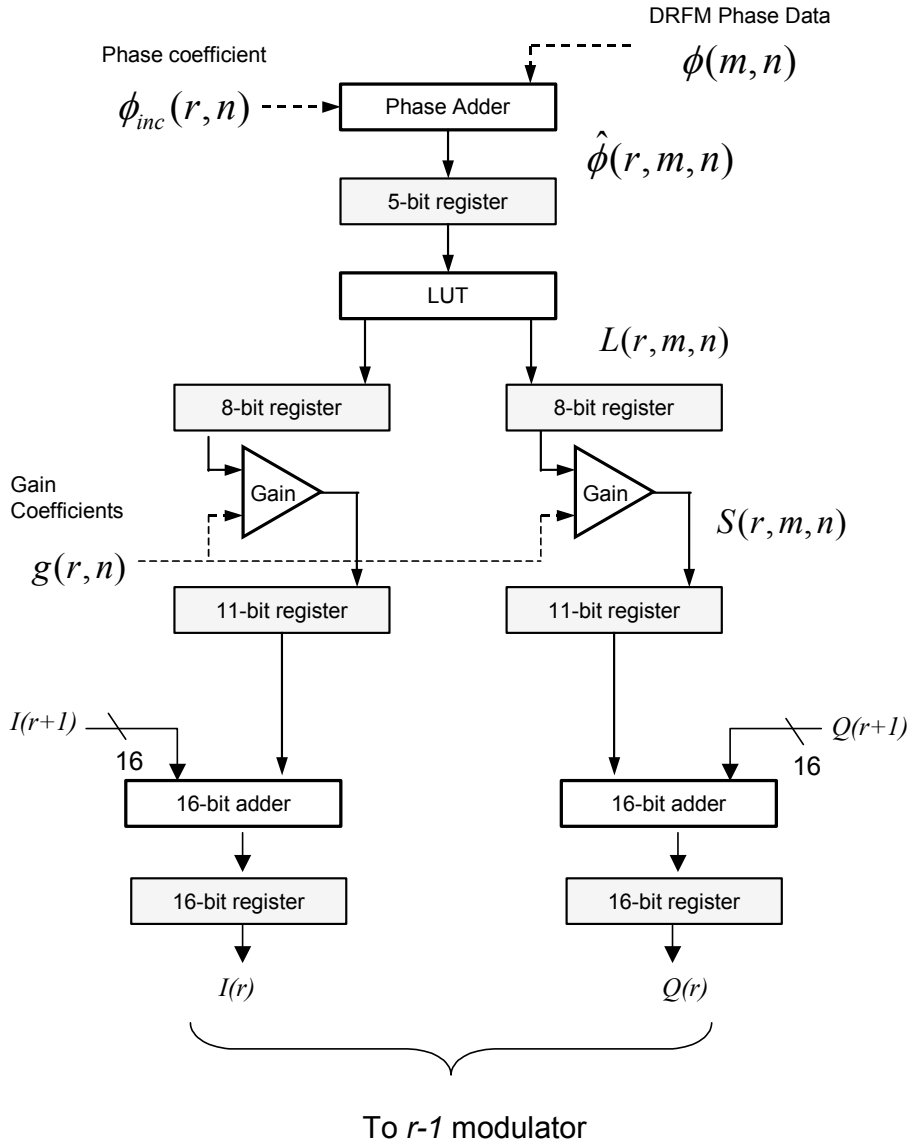 DRFM Phase Data
ϕ(m,n)
Phase coefficient
ϕ_inc(r,n)
Phase Adder
ϕ̂(r,m,n)
5-bit register
LUT
L(r,m,n)
8-bit register
8-bit register
Gain
Gain
Gain
Coefficients
g(r,n)
S(r,m,n)
11-bit register
11-bit register
I(r+1)
16
Q(r+1)
16
16-bit adder
16-bit adder
16-bit register
16-bit register
I(r)
Q(r)
To r-1 modulator